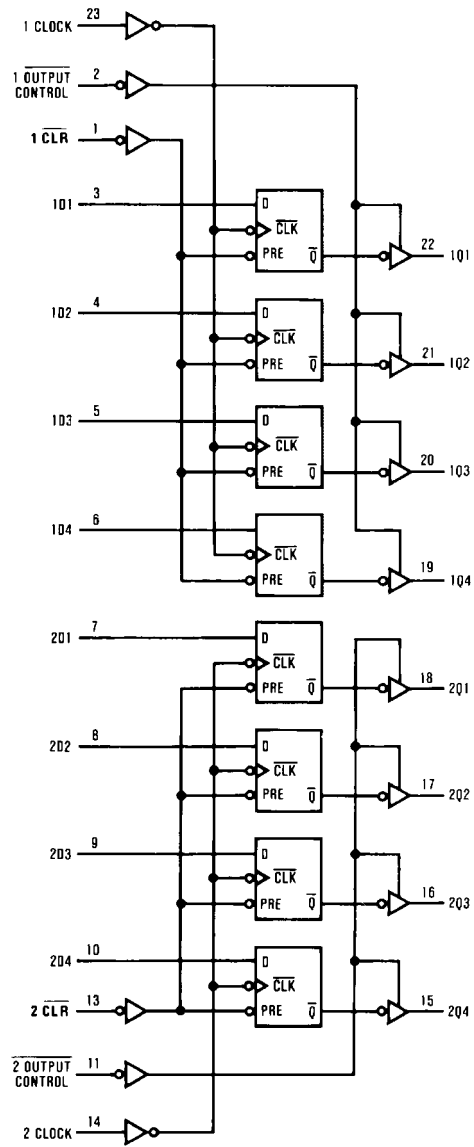 1 CLOCK 23
1 OUTPUT CONTROL 2
1 CLR 1
1D1 3 D CLK PRE Q̅ 22 1Q1
1D2 4 D CLK PRE Q̅ 21 1Q2
1D3 5 D CLK PRE Q̅ 20 1Q3
1D4 6 D CLK PRE Q̅ 19 1Q4
2D1 7 D CLK PRE Q̅ 18 2Q1
2D2 8 D CLK PRE Q̅ 17 2Q2
2D3 9 D CLK PRE Q̅ 16 2Q3
2D4 10 D CLK PRE Q̅ 15 2Q4
2 CLR 13
2 OUTPUT CONTROL 11
2 CLOCK 14